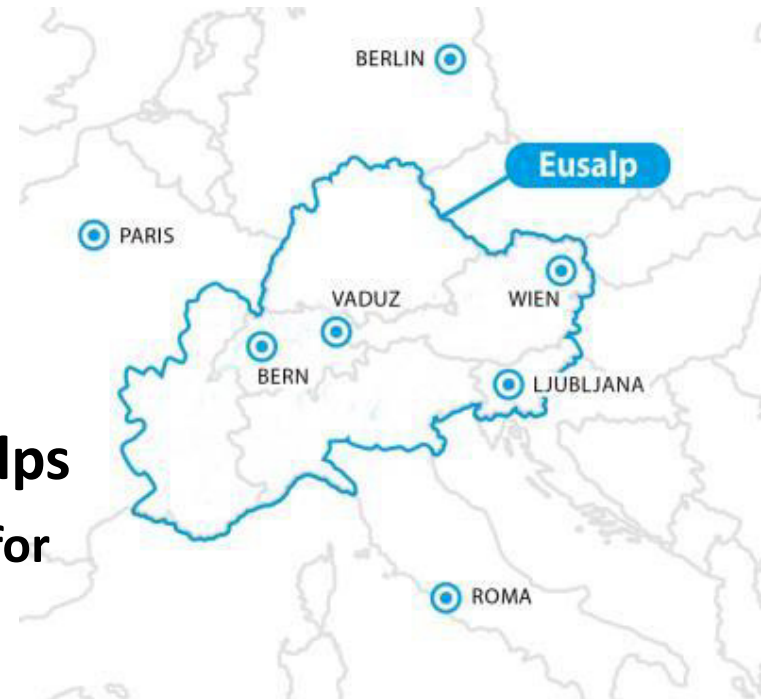 BERLIN
Eusalp
PARIS
VADUZ
WIEN
BERN
LJUBLJANA
lps
for
ROMA